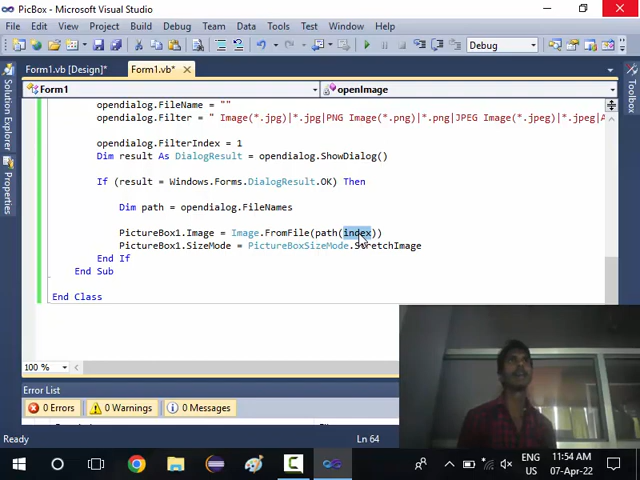 PicBox - Microsoft Visual Studio
File Edit View Project Build Debug Team Data Tools Architecture Test Window Help
Debug
Form1.vb [Design]* Form1.vb*
Form1 openImage
opendialog.FileName = ""
opendialog.Filter = " Image(*.jpg)|*.jpg|PNG Image(*.png)|*.png|JPEG Image(*.jpeg)|*.jpeg|A
opendialog.FilterIndex = 1
Dim result As DialogResult = opendialog.ShowDialog()
If (result = Windows.Forms.DialogResult.OK) Then
Dim path = opendialog.FileNames
PictureBox1.Image = Image.FromFile(path(index))
PictureBox1.SizeMode = PictureBoxSizeMode.StretchImage
End If
End Sub
End Class
Solution Explorer
Properties
Toolbox
100 %
Error List
0 Errors 0 Warnings 0 Messages
Ready Ln 64
ENG 11:54 AM
US 07-Apr-22